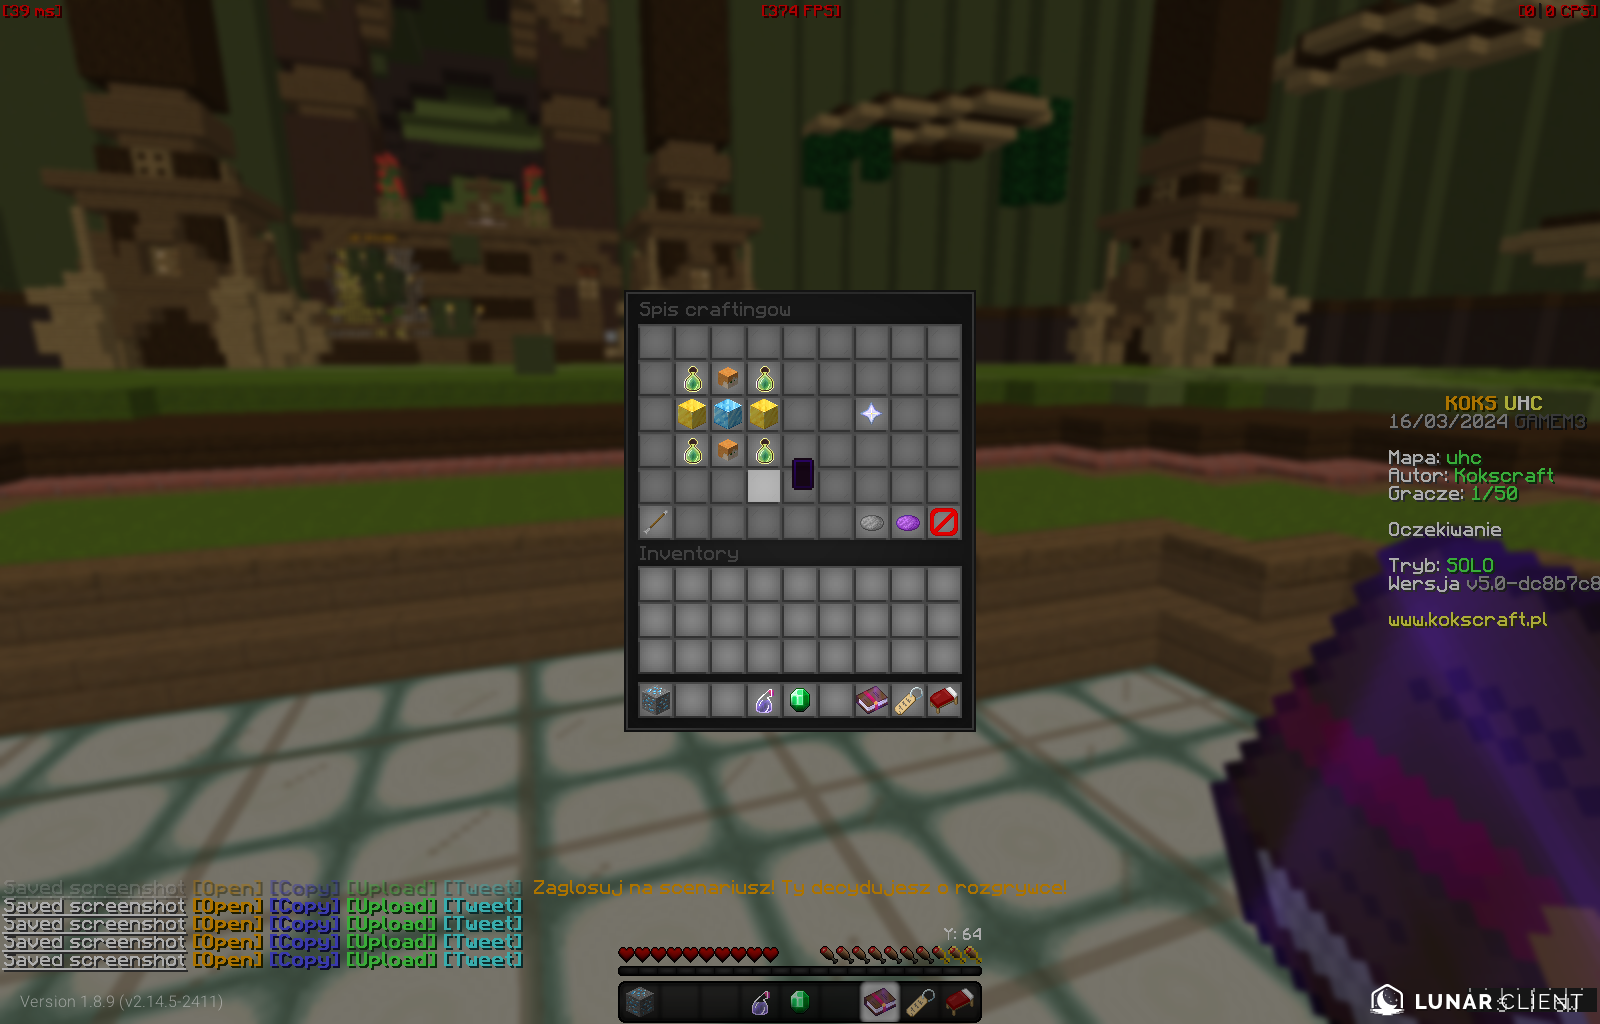 [39 ms]
[374 FPS]
[0 | 0 CPS]
Spis craftingow
Inventory
KOKS UHC
16/03/2024 GAMEM3
Mapa: uhc
Autor: Kokscraft
Gracze: 1/50
Oczekiwanie
Tryb: SOLO
Wersja v5.0-dc8b7c8
www.kokscraft.pl
Saved screenshot [Open] [Copy] [Upload] [Tweet]
Zaglosuj na scenariusz! Ty decydujesz o rozgrywce!
Saved screenshot [Open] [Copy] [Upload] [Tweet]
Saved screenshot [Open] [Copy] [Upload] [Tweet]
Saved screenshot [Open] [Copy] [Upload] [Tweet]
Saved screenshot [Open] [Copy] [Upload] [Tweet]
Y: 64
Version 1.8.9 (v2.14.5-2411)
LUNAR CLIENT